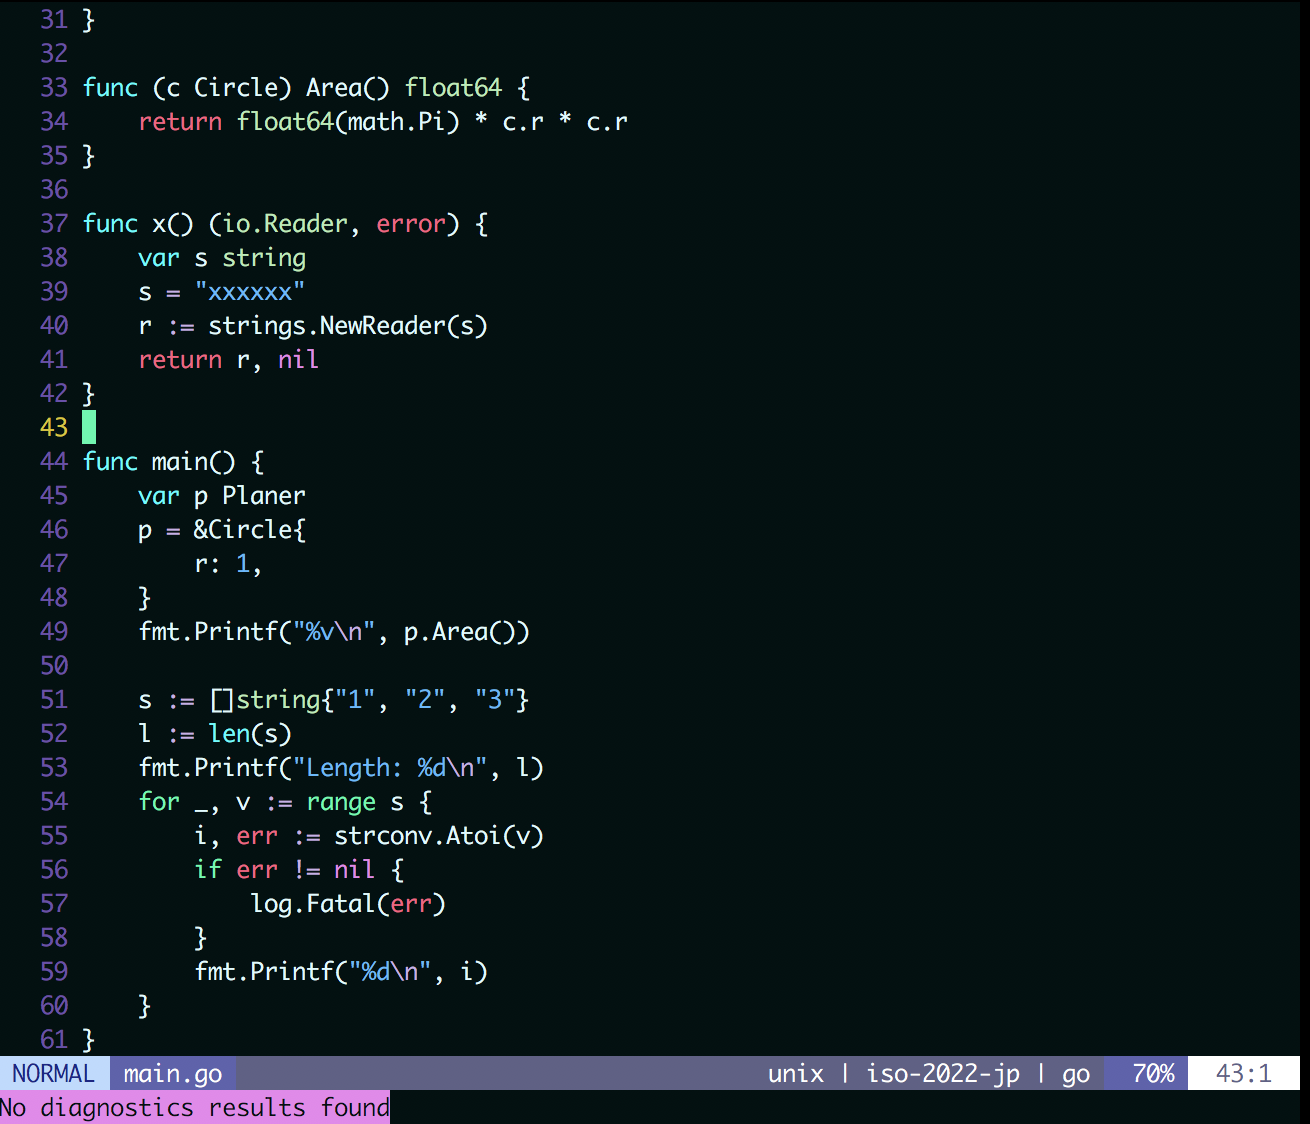 31 }
32
33 func (c Circle) Area() float64 {
34     return float64(math.Pi) * c.r * c.r
35 }
36
37 func x() (io.Reader, error) {
38     var s string
39     s = "xxxxxx"
40     r := strings.NewReader(s)
41     return r, nil
42 }
43
44 func main() {
45     var p Planer
46     p = &Circle{
47         r: 1,
48     }
49     fmt.Printf("%v\n", p.Area())
50
51     s := []string{"1", "2", "3"}
52     l := len(s)
53     fmt.Printf("Length: %d\n", l)
54     for _, v := range s {
55         i, err := strconv.Atoi(v)
56         if err != nil {
57             log.Fatal(err)
58         }
59         fmt.Printf("%d\n", i)
60     }
61 }
NORMAL main.go unix | iso-2022-jp | go 70% 43:1
No diagnostics results found